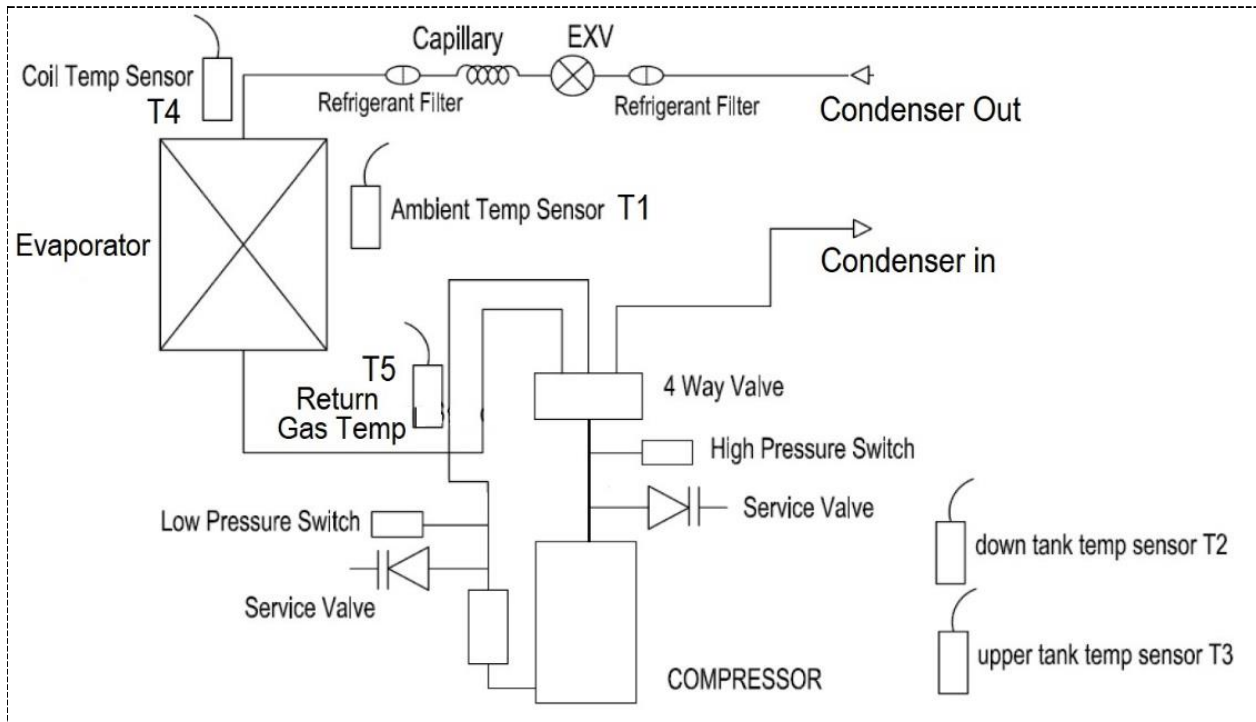 Capillary
EXV
Coil Temp Sensor
T4
Refrigerant Filter
Refrigerant Filter
Condenser Out
Ambient Temp Sensor T1
Evaporator
Condenser in
T5
Return
Gas Temp
4 Way Valve
High Pressure Switch
Low Pressure Switch
Service Valve
Service Valve
down tank temp sensor T2
upper tank temp sensor T3
COMPRESSOR